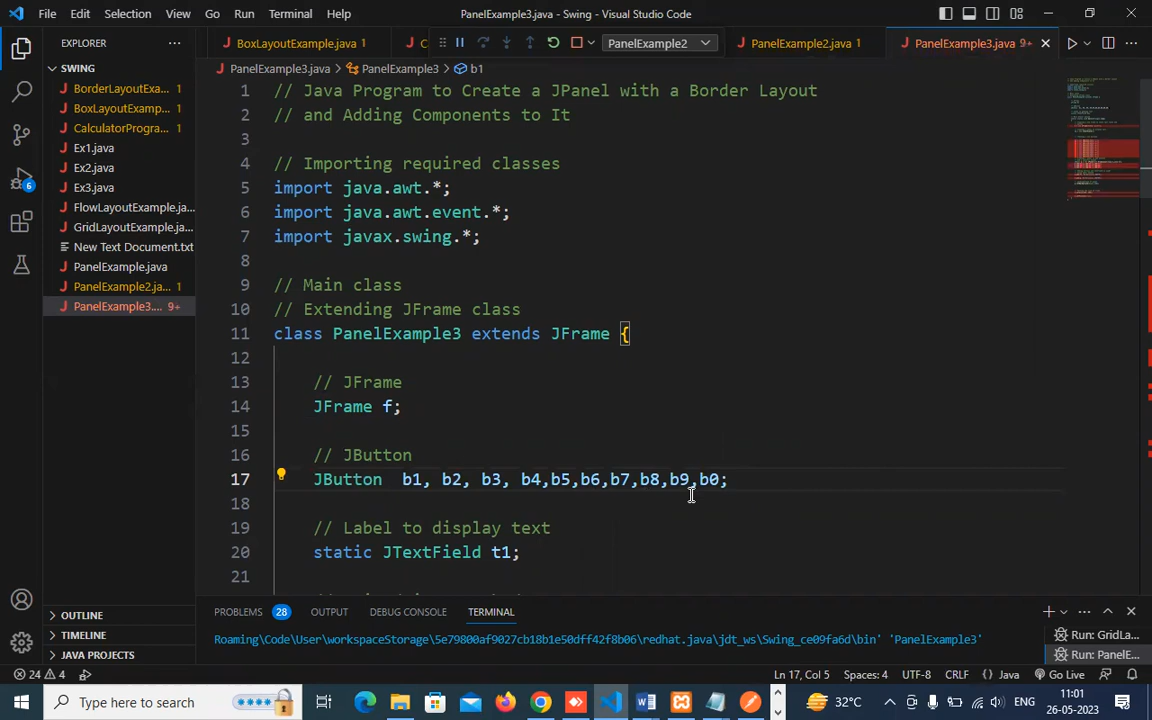 File Edit Selection View Go Run Terminal Help
PanelExample3.java - Swing - Visual Studio Code
EXPLORER
BoxLayoutExample.java 1
C
PanelExample2
PanelExample2.java 1
PanelExample3.java 9+
SWING
BorderLayoutExa... 1
BoxLayoutExamp... 1
CalculatorProgra... 1
Ex1.java
Ex2.java
Ex3.java
FlowLayoutExample.ja...
GridLayoutExample.ja...
New Text Document.txt
PanelExample.java
PanelExample2.ja... 1
PanelExample3.... 9+
OUTLINE
TIMELINE
JAVA PROJECTS
6
PanelExample3.java > PanelExample3 > b1
1 // Java Program to Create a JPanel with a Border Layout
2 // and Adding Components to It
3
4 // Importing required classes
5 import java.awt.*;
6 import java.awt.event.*;
7 import javax.swing.*;
8
9 // Main class
10 // Extending JFrame class
11 class PanelExample3 extends JFrame {
12
13 // JFrame
14 JFrame f;
15
16 // JButton
17 JButton b1, b2, b3, b4,b5,b6,b7,b8,b9,b0;
18
19 // Label to display text
20 static JTextField t1;
21
PROBLEMS 28 OUTPUT DEBUG CONSOLE TERMINAL
Roaming\Code\User\workspaceStorage\5e79800af9027cb18b1e50dff42f8b06\redhat.java\jdt_ws\Swing_ce09fa6d\bin' 'PanelExample3'
Run: GridLa...
Run: PanelE...
24 4
Ln 17, Col 5 Spaces: 4 UTF-8 CRLF {} Java Go Live
Type here to search
32°C
ENG
11:01
26-05-2023